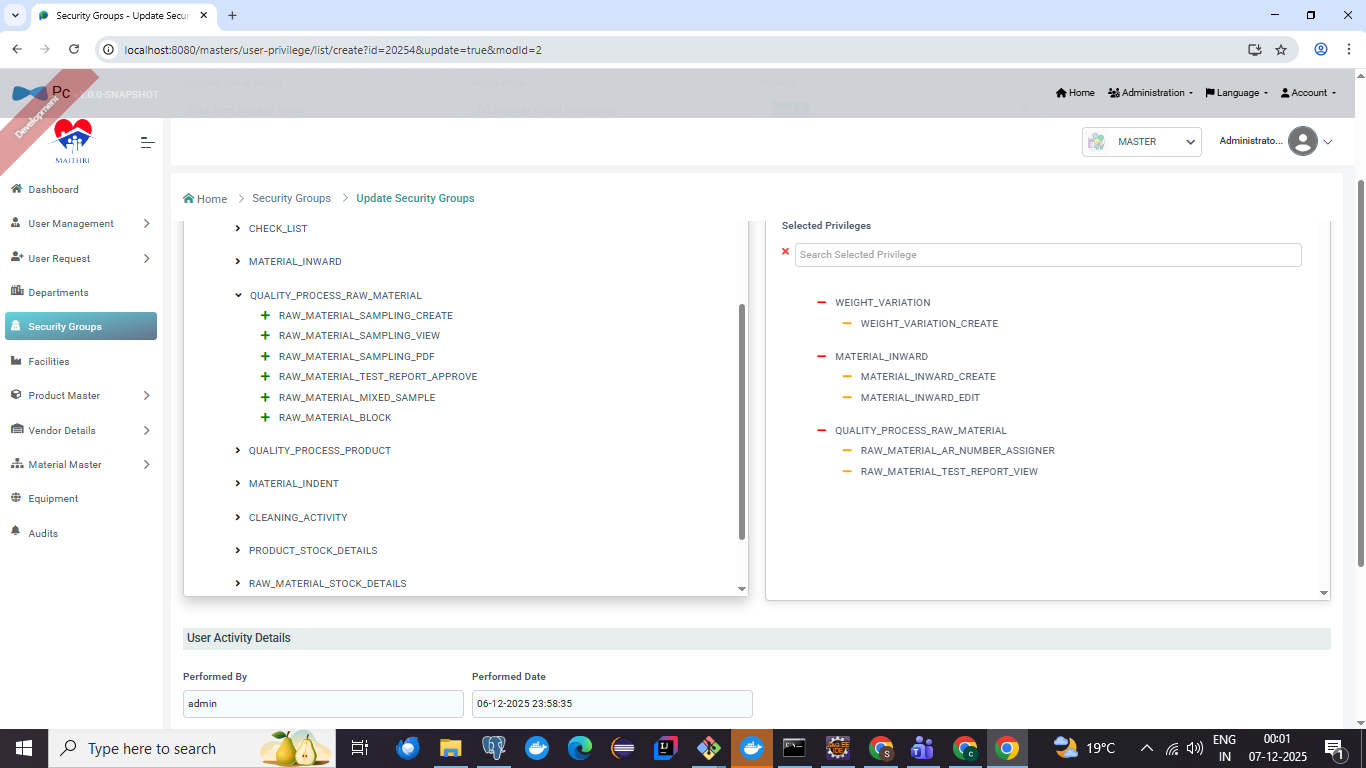 Security Groups - Update Secur
localhost:8080/masters/user-privilege/list/create?id=20254&update=true&modId=2
Pc
1.0.0-SNAPSHOT
Development
Home
Administration
Language
Account
MAITHRI
MASTER
Administrato...
Dashboard
User Management
User Request
Departments
Security Groups
Facilities
Product Master
Vendor Details
Material Master
Equipment
Audits
Home
Security Groups
Update Security Groups
CHECK_LIST
MATERIAL_INWARD
QUALITY_PROCESS_RAW_MATERIAL
RAW_MATERIAL_SAMPLING_CREATE
RAW_MATERIAL_SAMPLING_VIEW
RAW_MATERIAL_SAMPLING_PDF
RAW_MATERIAL_TEST_REPORT_APPROVE
RAW_MATERIAL_MIXED_SAMPLE
RAW_MATERIAL_BLOCK
QUALITY_PROCESS_PRODUCT
MATERIAL_INDENT
CLEANING_ACTIVITY
PRODUCT_STOCK_DETAILS
RAW_MATERIAL_STOCK_DETAILS
Selected Privileges
Search Selected Privilege
WEIGHT_VARIATION
WEIGHT_VARIATION_CREATE
MATERIAL_INWARD
MATERIAL_INWARD_CREATE
MATERIAL_INWARD_EDIT
QUALITY_PROCESS_RAW_MATERIAL
RAW_MATERIAL_AR_NUMBER_ASSIGNER
RAW_MATERIAL_TEST_REPORT_VIEW
User Activity Details
Performed By
Performed Date
admin
06-12-2025 23:58:35
Type here to search
19°C
ENG
IN
00:01
07-12-2025
1